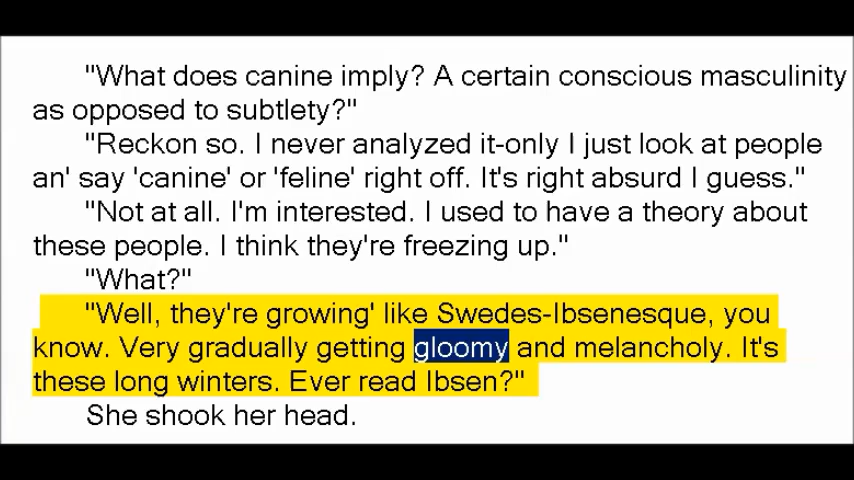 "What does canine imply? A certain conscious masculinity
as opposed to subtlety?"
"Reckon so. I never analyzed it-only I just look at people
an' say 'canine' or 'feline' right off. It's right absurd I guess."
"Not at all. I'm interested. I used to have a theory about
these people. I think they're freezing up."
"What?"
"Well, they're growing' like Swedes-Ibsenesque, you
know. Very gradually getting gloomy and melancholy. It's
these long winters. Ever read Ibsen?"
She shook her head.